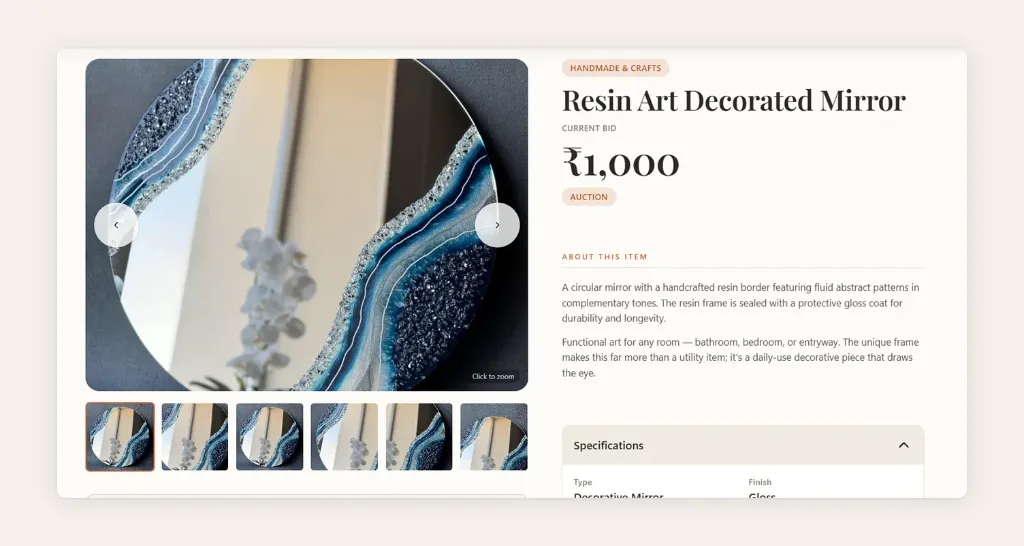 HANDMADE & CRAFTS
Resin Art Decorated Mirror
CURRENT BID
₹1,000
AUCTION
ABOUT THIS ITEM
A circular mirror with a handcrafted resin border featuring fluid abstract patterns in
complementary tones. The resin frame is sealed with a protective gloss coat for
durability and longevity.
Functional art for any room — bathroom, bedroom, or entryway. The unique frame
makes this far more than a utility item; it's a daily-use decorative piece that draws
the eye.
Click to zoom
Specifications
Type
Finish
Decorative Mirror
Gloss